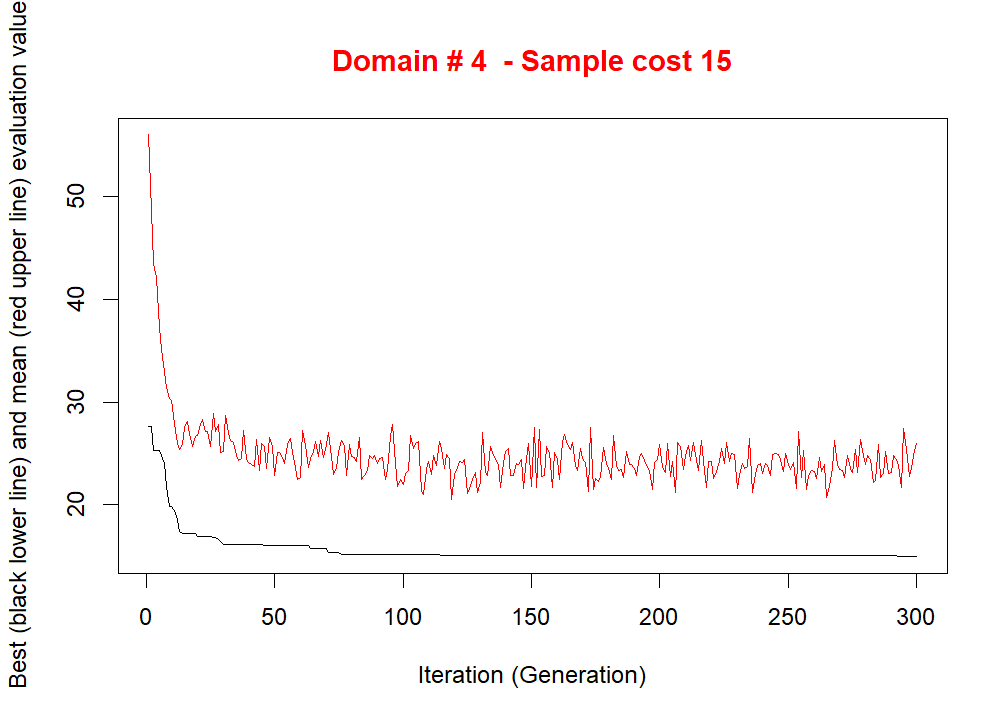 Domain # 4  - Sample cost 15
Best (black lower line) and mean (red upper line) evaluation value
50
40
30
20
0 50 100 150 200 250 300
Iteration (Generation)